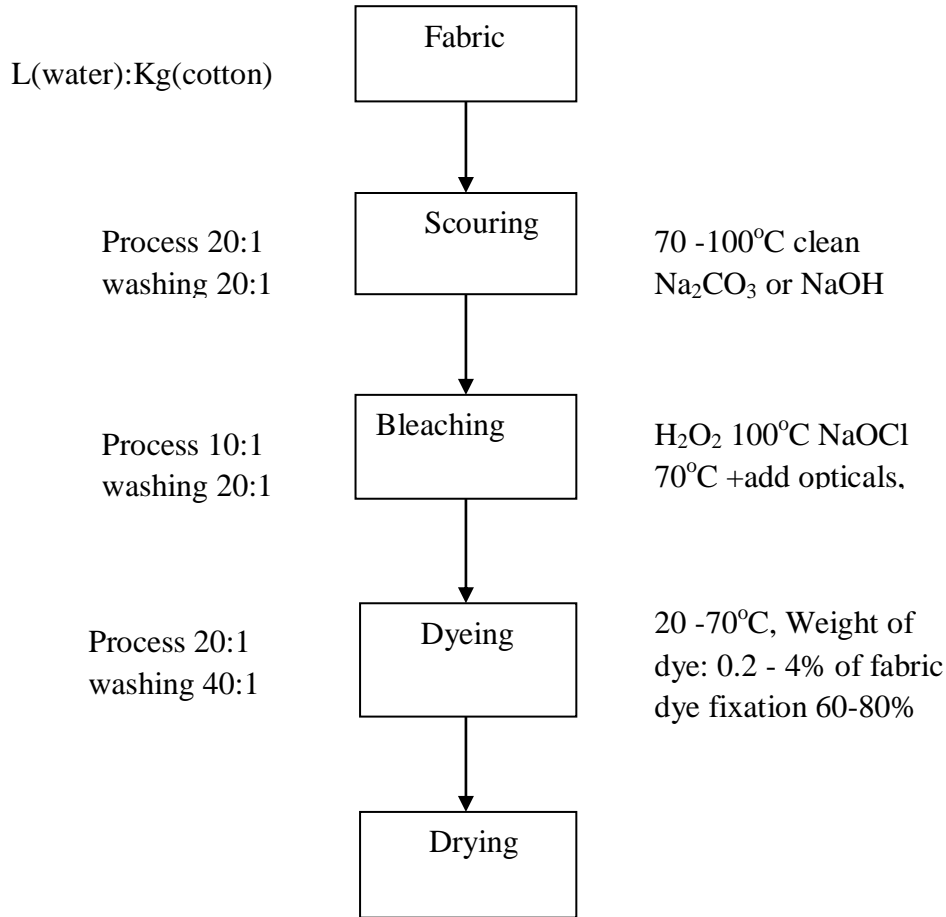 Fabric
L(water):Kg(cotton)
Scouring
Process 20:1
washing 20:1
70 -100°C clean
Na₂CO₃ or NaOH
Bleaching
Process 10:1
washing 20:1
H₂O₂ 100°C NaOCl
70°C +add opticals,
Dyeing
Process 20:1
washing 40:1
20 -70°C, Weight of
dye: 0.2 - 4% of fabric
dye fixation 60-80%
Drying